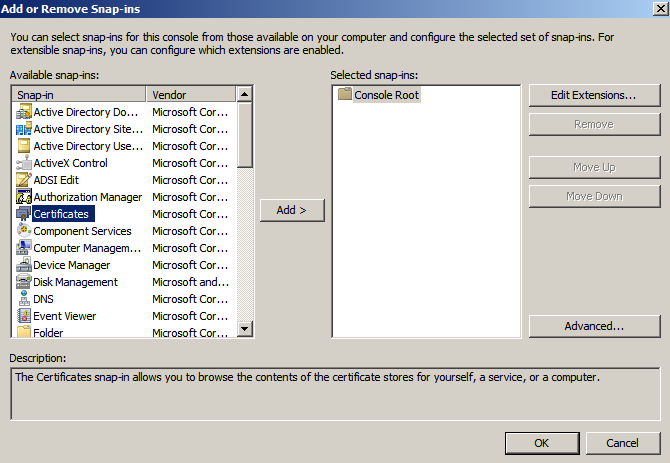 Add or Remove Snap-ins
You can select snap-ins for this console from those available on your computer and configure the selected set of snap-ins. For
extensible snap-ins, you can configure which extensions are enabled.
Available snap-ins:
Selected snap-ins:
Snap-in Vendor
Active Directory Do... Microsoft Cor...
Active Directory Site... Microsoft Cor...
Active Directory Use... Microsoft Cor...
ActiveX Control Microsoft Cor...
ADSI Edit Microsoft Cor...
Authorization Manager Microsoft Cor...
Certificates Microsoft Cor...
Component Services Microsoft Cor...
Computer Managem... Microsoft Cor...
Device Manager Microsoft Cor...
Disk Management Microsoft and...
DNS Microsoft Cor...
Event Viewer Microsoft Cor...
Folder Microsoft Cor...
Add >
Console Root
Edit Extensions...
Remove
Move Up
Move Down
Advanced...
Description:
The Certificates snap-in allows you to browse the contents of the certificate stores for yourself, a service, or a computer.
OK Cancel